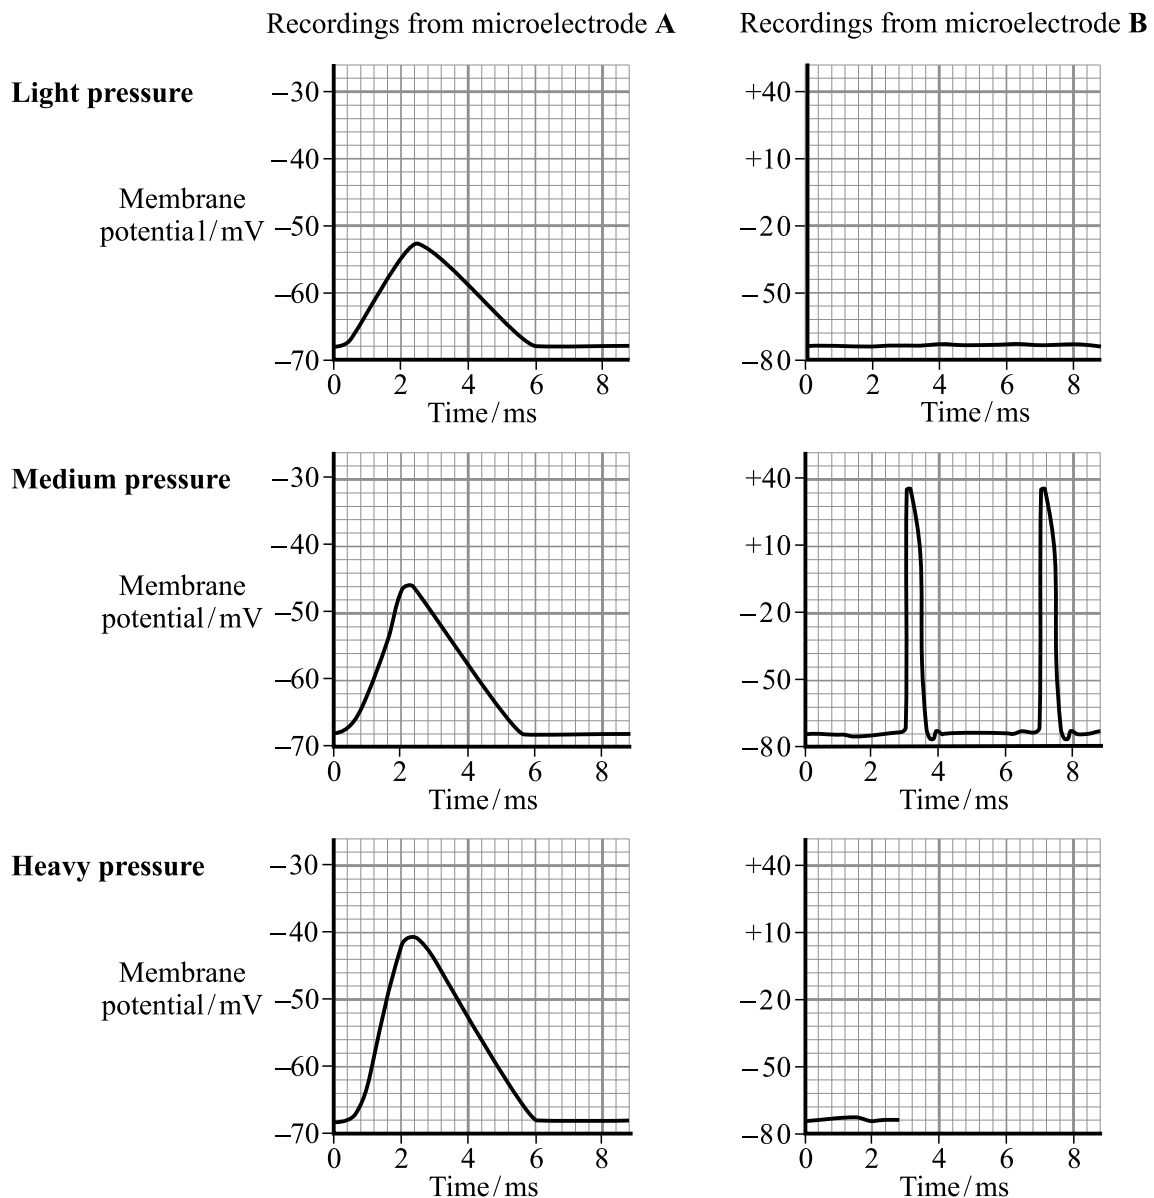 Recordings from microelectrode A
Recordings from microelectrode B
Light pressure
Membrane
potential/mV
−30
−40
−50
−60
−70
0 2 4 6 8
Time/ms
+40
+10
−20
−50
−80
0 2 4 6 8
Time/ms
Medium pressure
Membrane
potential/mV
−30
−40
−50
−60
−70
0 2 4 6 8
Time/ms
+40
+10
−20
−50
−80
0 2 4 6 8
Time/ms
Heavy pressure
Membrane
potential/mV
−30
−40
−50
−60
−70
0 2 4 6 8
Time/ms
+40
+10
−20
−50
−80
0 2 4 6 8
Time/ms